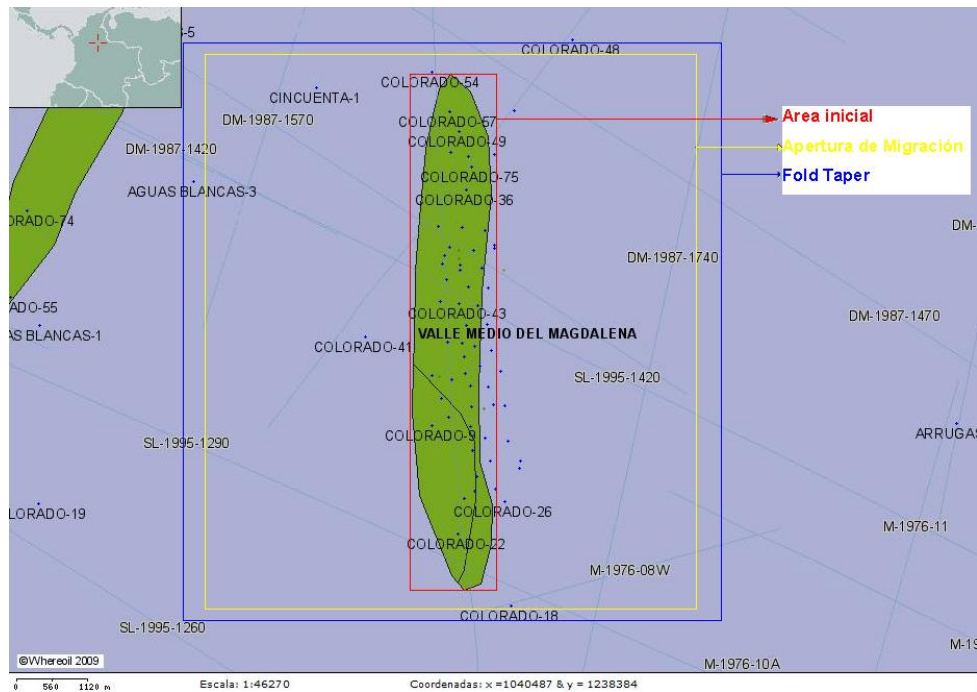 COLORADO-48
COLORADO-54
CINCUENTA-1
DM-1987-1570
COLORADO-57
Area inicial
COLORADO-49
DM-1987-1420
Apertura de Migración
COLORADO-75
Fold Taper
AGUAS BLANCAS-3
COLORADO-36
ORADO-74
DM-
DM-1987-1740
ADO-55
COLORADO-43
DM-1987-1470
AS BLANCAS-1
VALLE MEDIO DEL MAGDALENA
COLORADO-41
SL-1995-1420
COLORADO-9
ARRUGAS
SL-1995-1290
LORADO-19
COLORADO-26
M-1976-11
COLORADO-22
M-1976-08W
COLORADO-18
SL-1995-1260
M-19
©Whereoil 2009
M-1976-10A
0 560 1120 m
Escala: 1:46270
Coordenadas: x =1040487 & y = 1238384